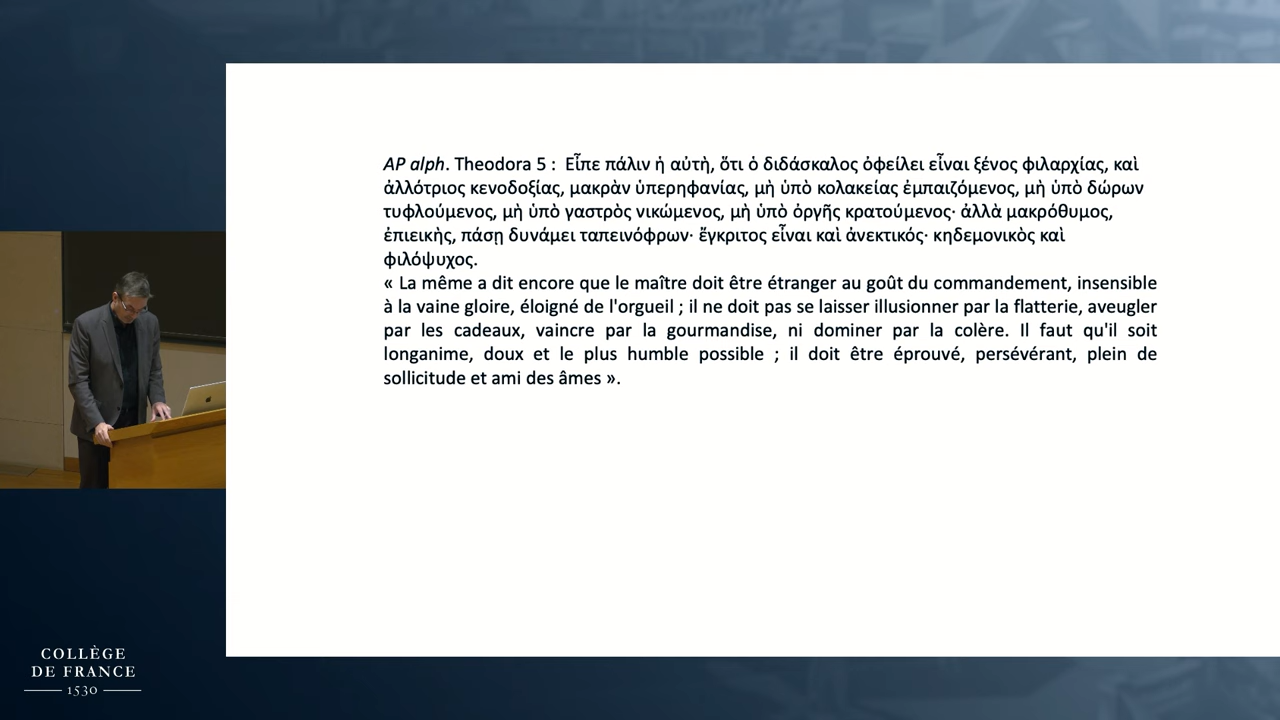 AP alph. Theodora 5 : Εἶπε πάλιν ἡ αὐτὴ, ὅτι ὁ διδάσκαλος ὀφείλει εἶναι ξένος φιλαρχίας, καὶ
ἀλλότριος κενοδοξίας, μακρὰν ὑπερηφανίας, μὴ ὑπὸ κολακείας ἐμπαιζόμενος, μὴ ὑπὸ δώρων
τυφλούμενος, μὴ ὑπὸ γαστρὸς νικώμενος, μὴ ὑπὸ ὀργῆς κρατούμενος· ἀλλὰ μακρόθυμος,
ἐπιεικὴς, πάσῃ δυνάμει ταπεινόφρων· ἔγκριτος εἶναι καὶ ἀνεκτικός· κηδεμονικὸς καὶ
φιλόψυχος.
« La même a dit encore que le maître doit être étranger au goût du commandement, insensible
à la vaine gloire, éloigné de l'orgueil ; il ne doit pas se laisser illusionner par la flatterie, aveugler
par les cadeaux, vaincre par la gourmandise, ni dominer par la colère. Il faut qu'il soit
longanime, doux et le plus humble possible ; il doit être éprouvé, persévérant, plein de
sollicitude et ami des âmes ».
COLLÈGE
DE FRANCE
1530